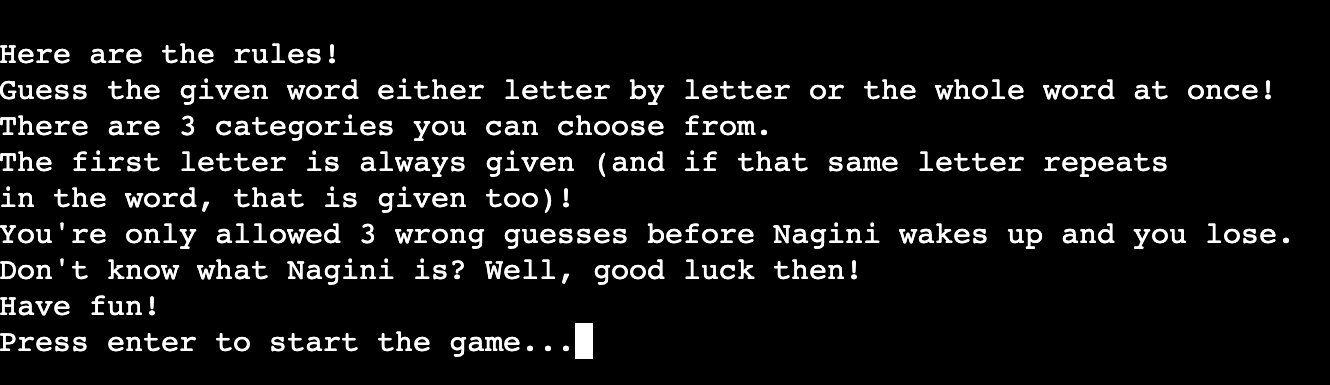 Here are the rules!
Guess the given word either letter by letter or the whole word at once!
There are 3 categories you can choose from.
The first letter is always given (and if that same letter repeats
in the word, that is given too)!
You're only allowed 3 wrong guesses before Nagini wakes up and you lose.
Don't know what Nagini is? Well, good luck then!
Have fun!
Press enter to start the game...